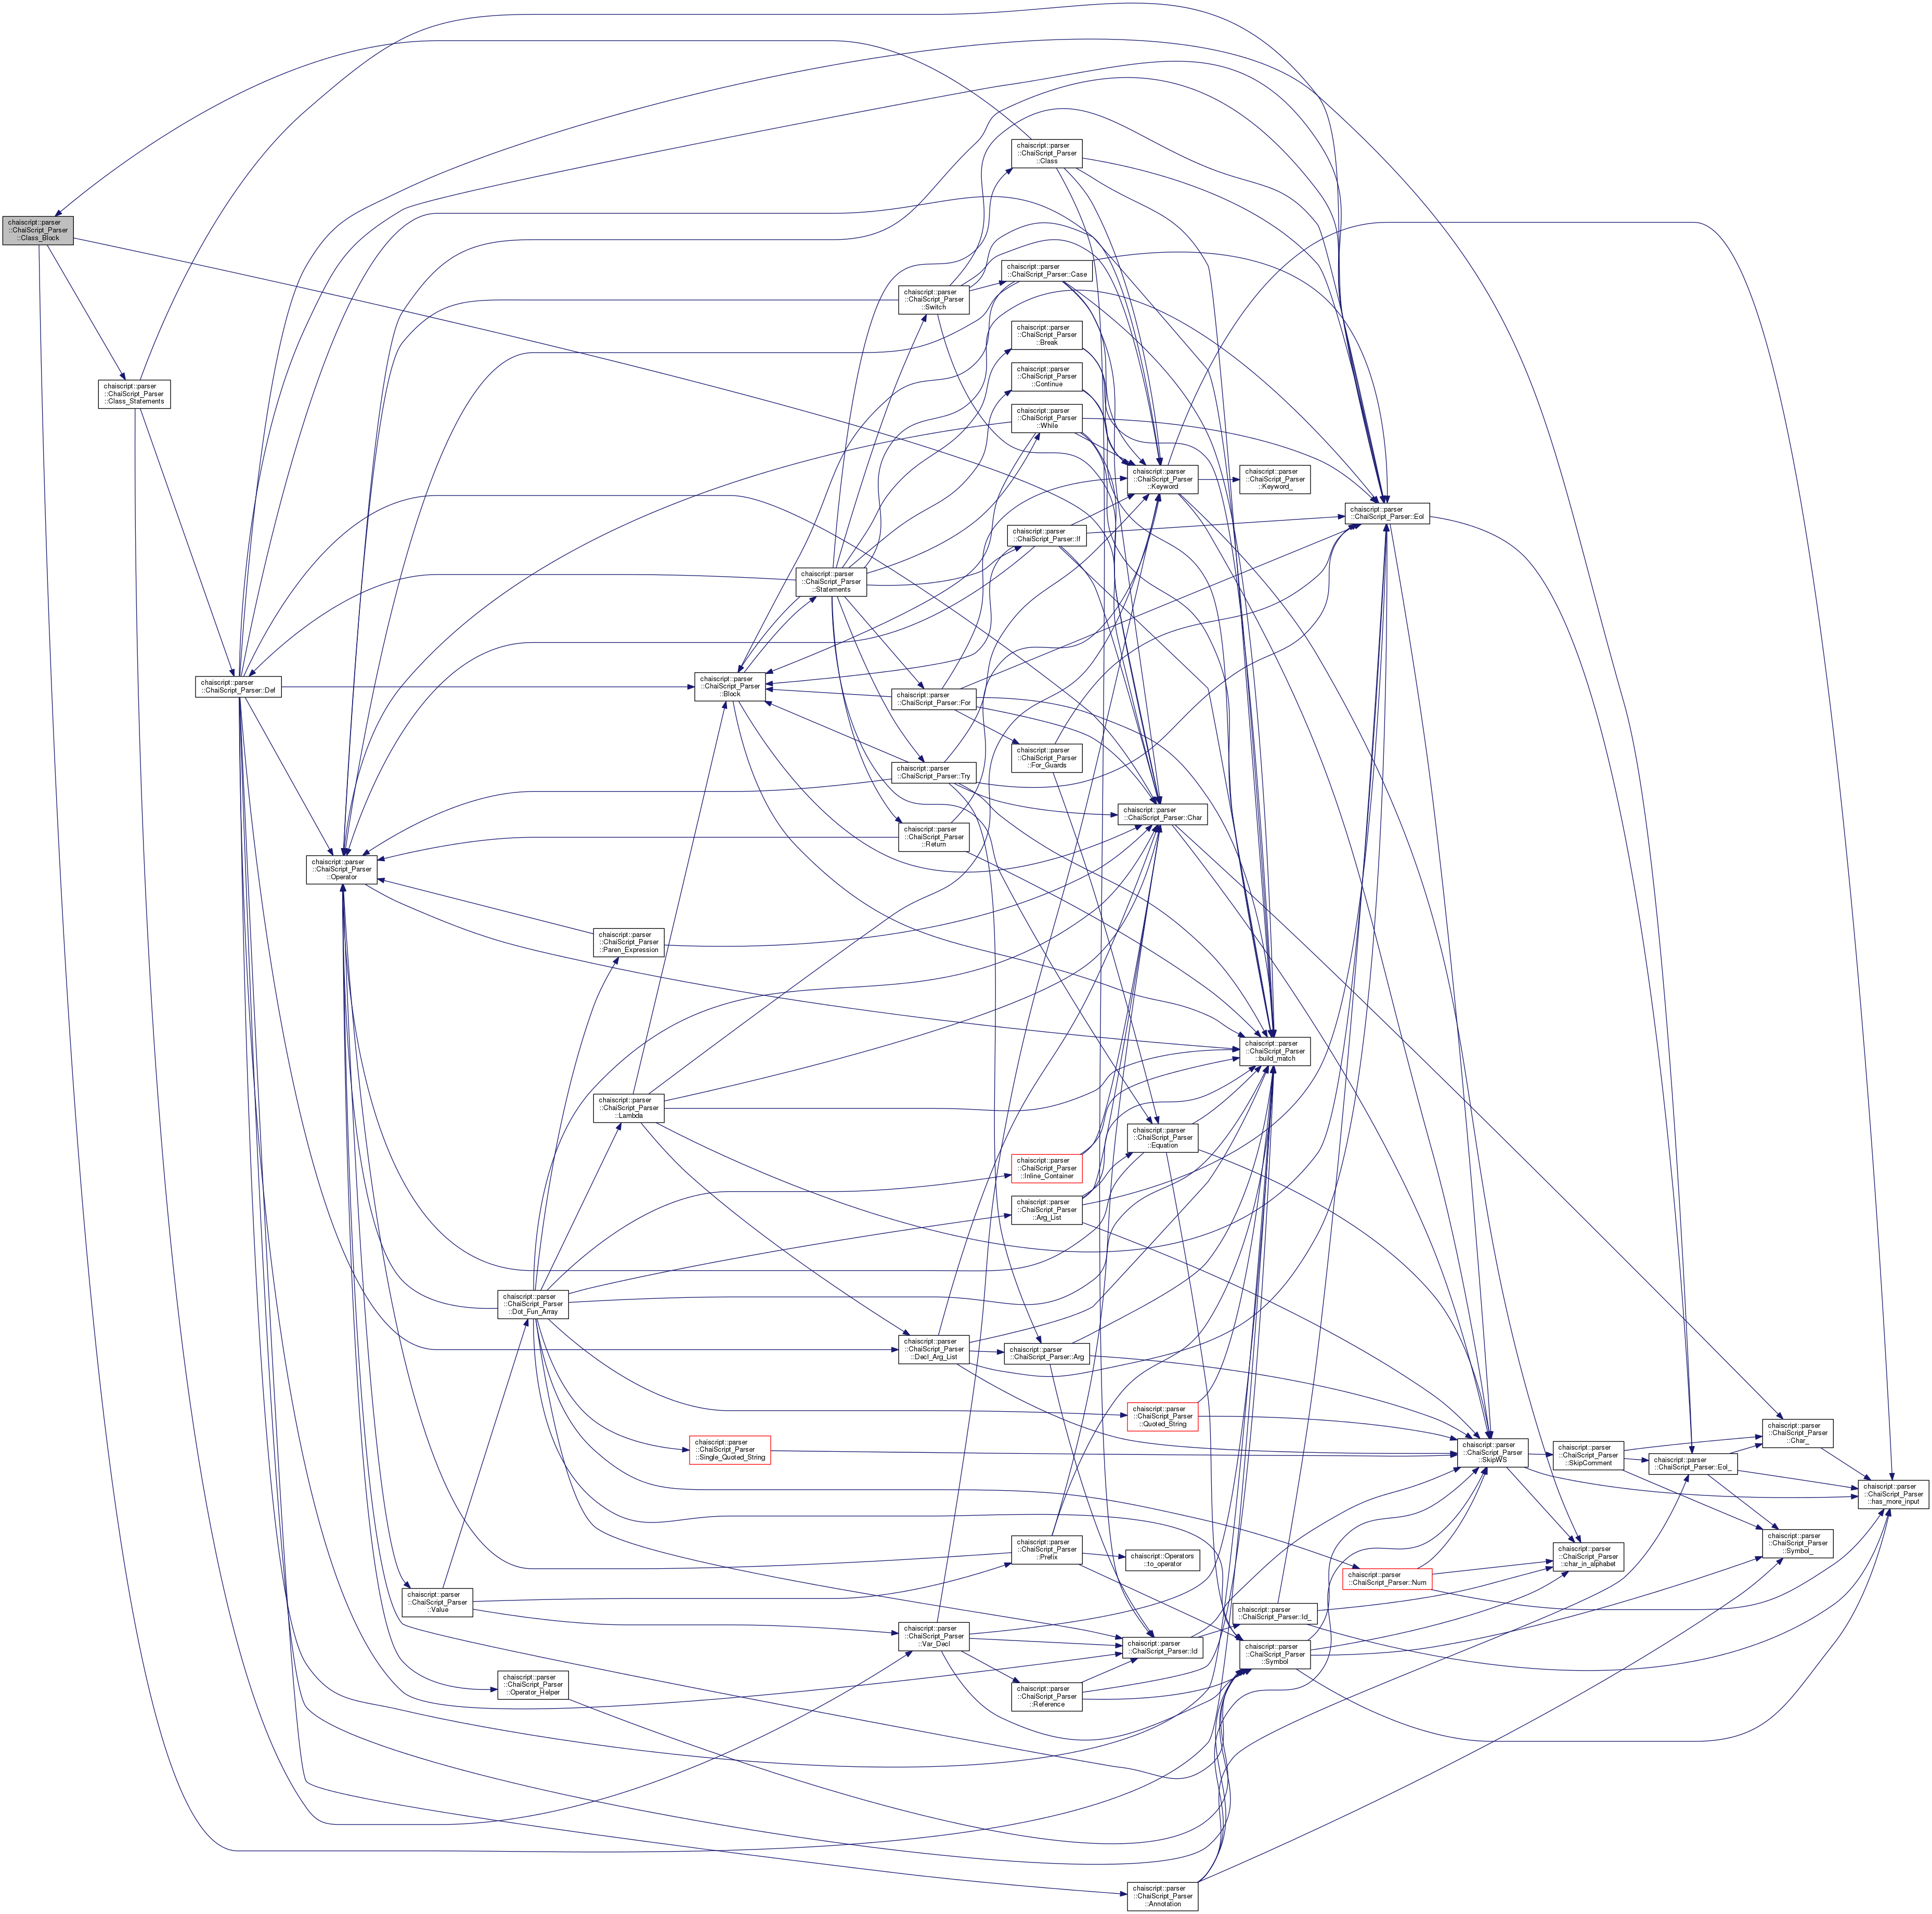 chaiscript::parser
::ChaiScript_Parser
::Class_Block
chaiscript::parser
::ChaiScript_Parser
::Class_Statements
chaiscript::parser
::ChaiScript_Parser::Def
chaiscript::parser
::ChaiScript_Parser
::Operator
chaiscript::parser
::ChaiScript_Parser
::Value
chaiscript::parser
::ChaiScript_Parser
::Operator_Helper
chaiscript::parser
::ChaiScript_Parser
::Dot_Fun_Array
chaiscript::parser
::ChaiScript_Parser
::Paren_Expression
chaiscript::parser
::ChaiScript_Parser
::Lambda
chaiscript::parser
::ChaiScript_Parser
::Block
chaiscript::parser
::ChaiScript_Parser
::Single_Quoted_String
chaiscript::parser
::ChaiScript_Parser
::Statements
chaiscript::parser
::ChaiScript_Parser
::Switch
chaiscript::parser
::ChaiScript_Parser::For
chaiscript::parser
::ChaiScript_Parser::Try
chaiscript::parser
::ChaiScript_Parser
::Return
chaiscript::parser
::ChaiScript_Parser
::Decl_Arg_List
chaiscript::parser
::ChaiScript_Parser
::Var_Decl
chaiscript::parser
::ChaiScript_Parser
::Class
chaiscript::parser
::ChaiScript_Parser::Case
chaiscript::parser
::ChaiScript_Parser
::Break
chaiscript::parser
::ChaiScript_Parser
::Continue
chaiscript::parser
::ChaiScript_Parser
::While
chaiscript::parser
::ChaiScript_Parser::If
chaiscript::parser
::ChaiScript_Parser
::For_Guards
chaiscript::parser
::ChaiScript_Parser
::Inline_Container
chaiscript::parser
::ChaiScript_Parser
::Arg_List
chaiscript::parser
::ChaiScript_Parser::Arg
chaiscript::parser
::ChaiScript_Parser
::Prefix
chaiscript::parser
::ChaiScript_Parser
::Reference
chaiscript::parser
::ChaiScript_Parser
::Keyword
chaiscript::parser
::ChaiScript_Parser::Char
chaiscript::parser
::ChaiScript_Parser
::Equation
chaiscript::parser
::ChaiScript_Parser
::Quoted_String
chaiscript::Operators
::to_operator
chaiscript::parser
::ChaiScript_Parser::Id
chaiscript::parser
::ChaiScript_Parser
::Annotation
chaiscript::parser
::ChaiScript_Parser
::Keyword_
chaiscript::parser
::ChaiScript_Parser
::build_match
chaiscript::parser
::ChaiScript_Parser::Id_
chaiscript::parser
::ChaiScript_Parser
::Symbol
chaiscript::parser
::ChaiScript_Parser::Eol
chaiscript::parser
::ChaiScript_Parser::Num
chaiscript::parser
::ChaiScript_Parser
::SkipWS
chaiscript::parser
::ChaiScript_Parser
::SkipComment
chaiscript::parser
::ChaiScript_Parser
::char_in_alphabet
chaiscript::parser
::ChaiScript_Parser::Eol_
chaiscript::parser
::ChaiScript_Parser
::Char_
chaiscript::parser
::ChaiScript_Parser
::Symbol_
chaiscript::parser
::ChaiScript_Parser
::has_more_input